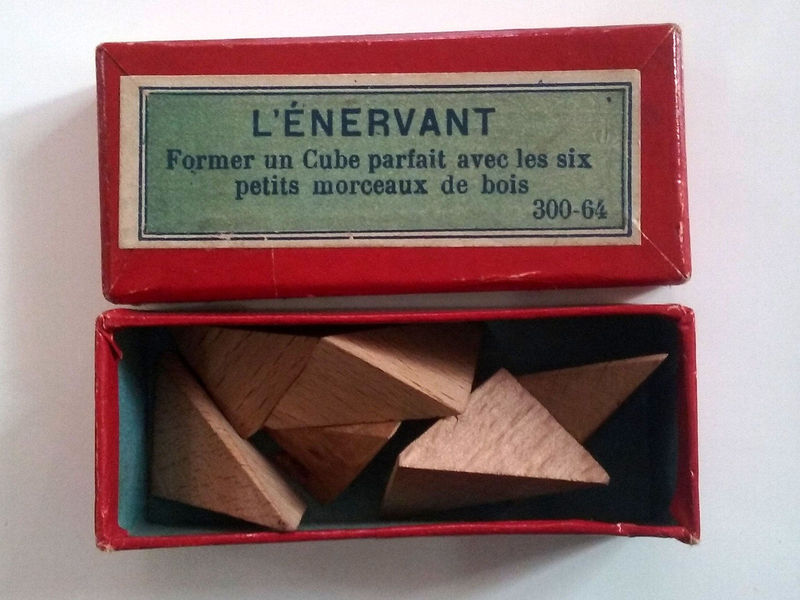 L'ÉNERVANT
Former un Cube parfait avec les six
petits morceaux de bois
300-64